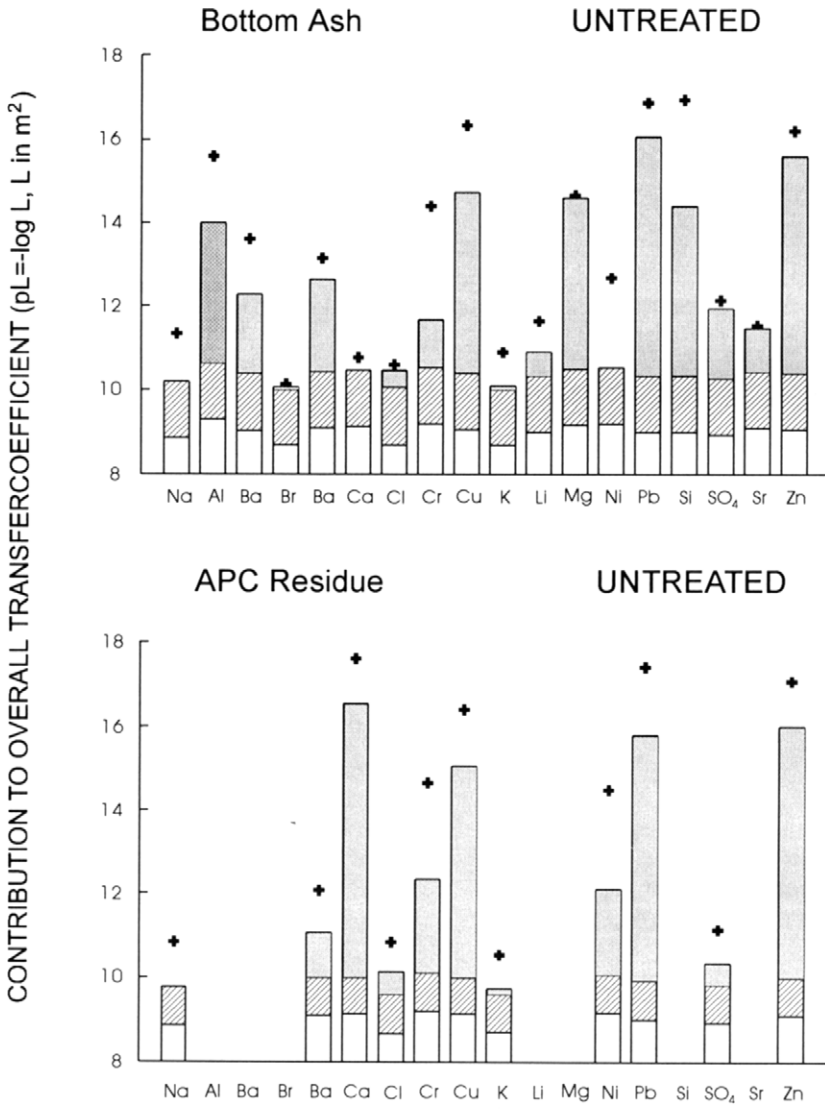 Bottom Ash UNTREATED
CONTRIBUTION TO OVERALL TRANSFERCOEFFICIENT (pL=-log L, L in m²)
18
16
14
12
10
8
Na Al Ba Br Ba Ca Cl Cr Cu K Li Mg Ni Pb Si SO₄ Sr Zn
APC Residue UNTREATED
18
16
14
12
10
8
Na Al Ba Br Ba Ca Cl Cr Cu K Li Mg Ni Pb Si SO₄ Sr Zn